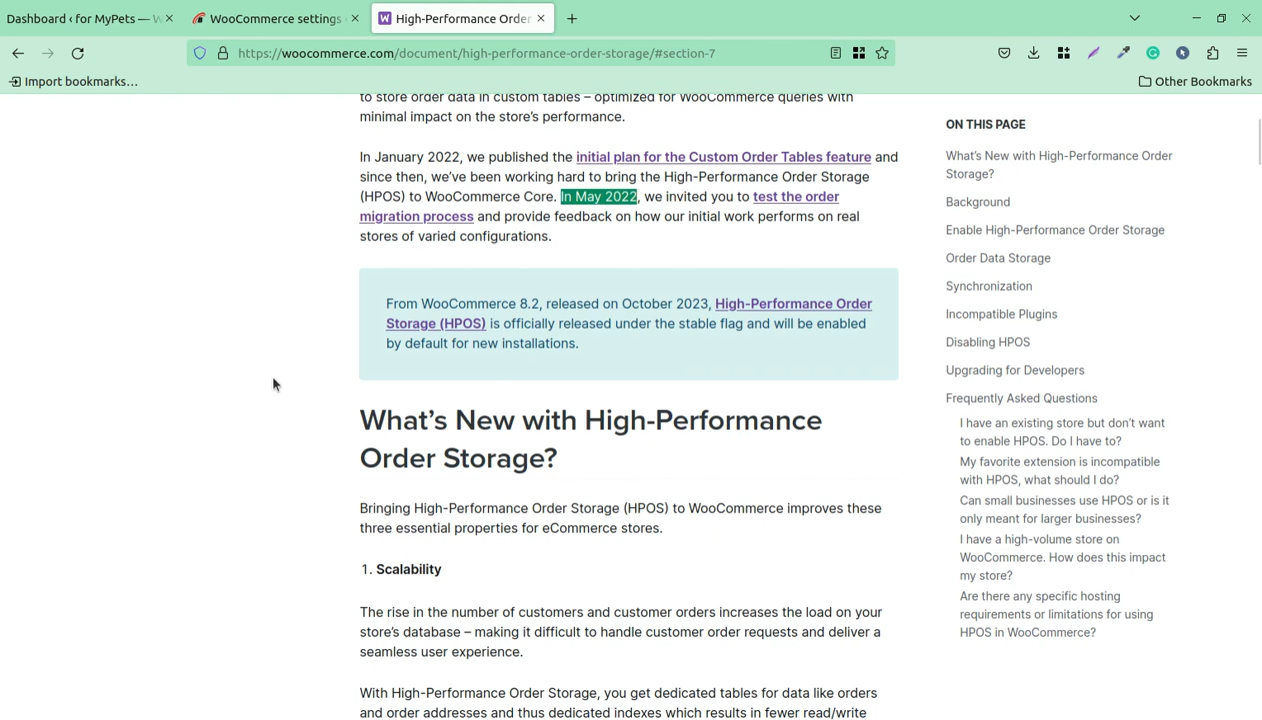 Dashboard ‹ for MyPets — W
WooCommerce settings
High-Performance Order
https://woocommerce.com/document/high-performance-order-storage/#section-7
Import bookmarks…
Other Bookmarks
to store order data in custom tables – optimized for WooCommerce queries with
minimal impact on the store’s performance.
In January 2022, we published the initial plan for the Custom Order Tables feature and
since then, we’ve been working hard to bring the High-Performance Order Storage
(HPOS) to WooCommerce Core. In May 2022, we invited you to test the order
migration process and provide feedback on how our initial work performs on real
stores of varied configurations.
From WooCommerce 8.2, released on October 2023, High-Performance Order
Storage (HPOS) is officially released under the stable flag and will be enabled
by default for new installations.
What’s New with High-Performance
Order Storage?
Bringing High-Performance Order Storage (HPOS) to WooCommerce improves these
three essential properties for eCommerce stores.
1. Scalability
The rise in the number of customers and customer orders increases the load on your
store’s database – making it difficult to handle customer order requests and deliver a
seamless user experience.
With High-Performance Order Storage, you get dedicated tables for data like orders
and order addresses and thus dedicated indexes which results in fewer read/write
ON THIS PAGE
What’s New with High-Performance Order
Storage?
Background
Enable High-Performance Order Storage
Order Data Storage
Synchronization
Incompatible Plugins
Disabling HPOS
Upgrading for Developers
Frequently Asked Questions
I have an existing store but don’t want
to enable HPOS. Do I have to?
My favorite extension is incompatible
with HPOS, what should I do?
Can small businesses use HPOS or is it
only meant for larger businesses?
I have a high-volume store on
WooCommerce. How does this impact
my store?
Are there any specific hosting
requirements or limitations for using
HPOS in WooCommerce?